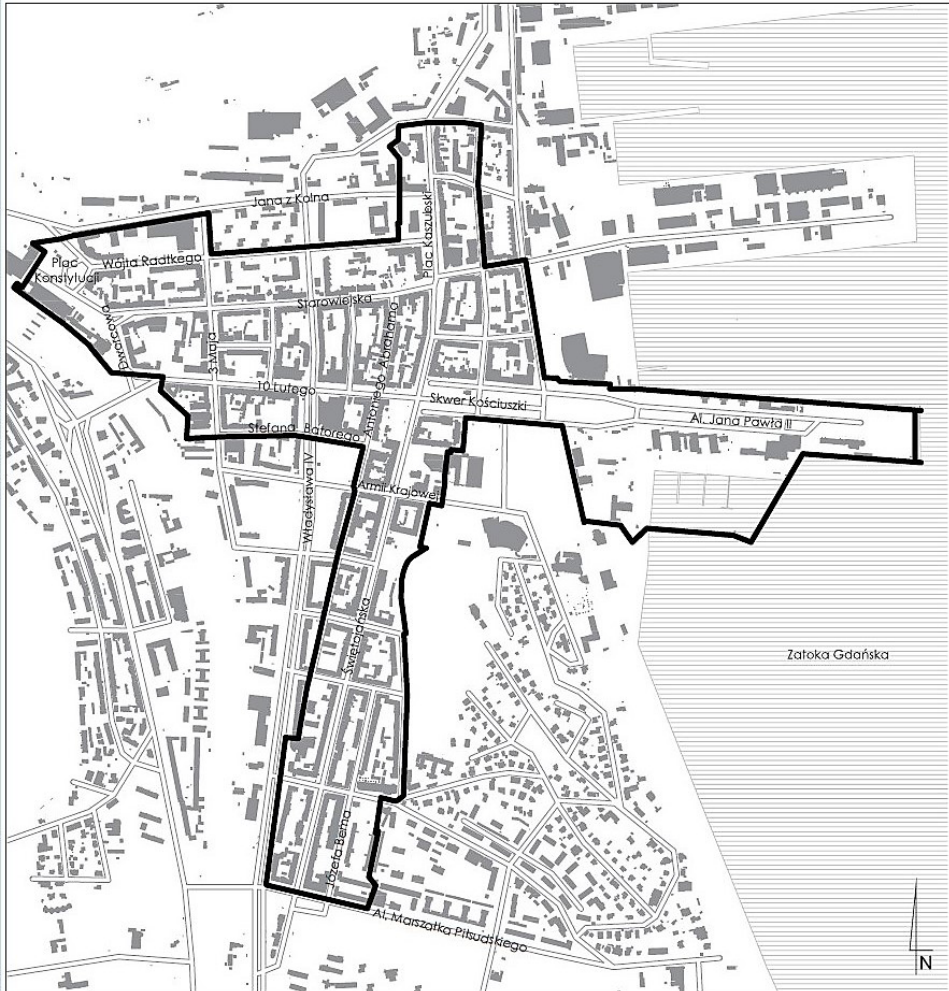 Jana z Kolna
Plac Kaszubski
Plac
Konstytucji
Wójta Radtkego
Starowiejska
Dworcowa
3 Maja
Antoniego Abrahama
10 Lutego
Skwer Kościuszki
Al. Jana Pawła II
Stefana Batorego
Władysława IV
Armii Krajowej
Świętojańska
Zatoka Gdańska
Józefa Bema
Al. Marszałka Piłsudskiego
N